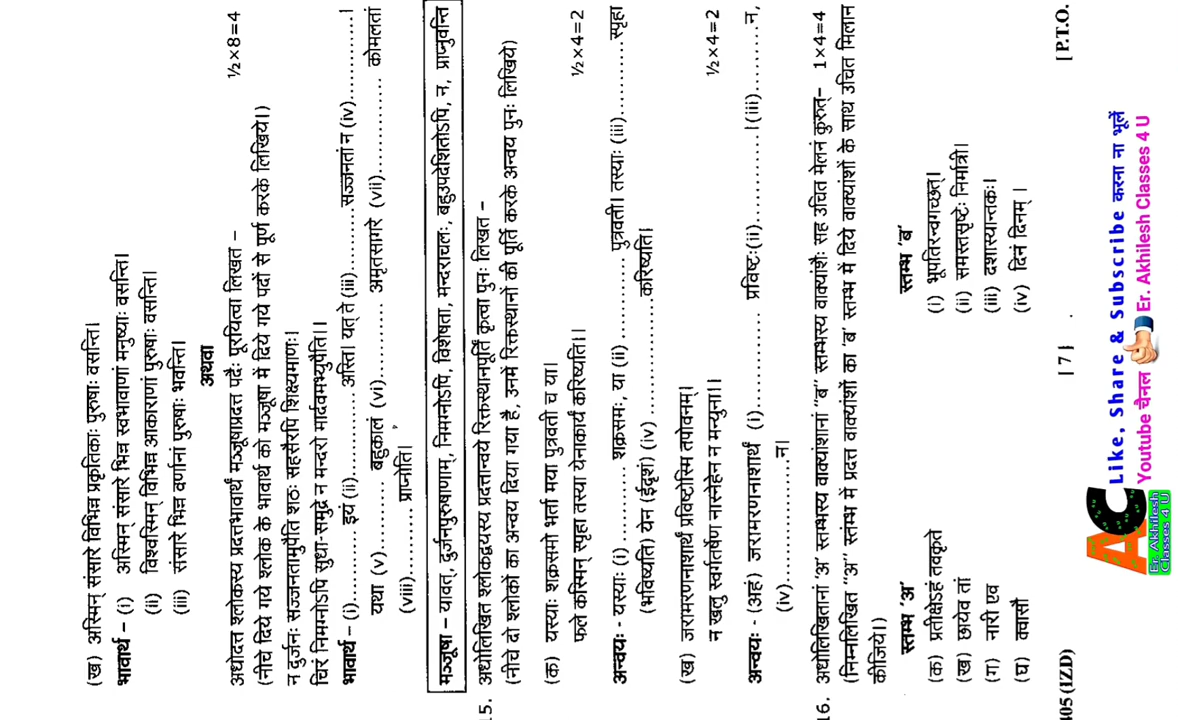 (ख) अस्मिन् संसारे विभिन्न प्रकृतिकाः पुरुषाः वसन्ति।
भावार्थ – (i) अस्मिन् संसारे भिन्न स्वभावाणां मनुष्याः वसन्ति।
(ii) विश्वस्मिन् विभिन्न आकाराणां पुरुषाः वसन्ति।
(iii) संसारे भिन्न वर्णानां पुरुषाः भवन्ति।
अथवा
अधोदत्त श्लोकस्य प्रदत्तभावार्थं मञ्जूषाप्रदत्त पदैः पूरयित्वा लिखत – ½×8=4
(नीचे दिये गये श्लोक के भावार्थ को मञ्जूषा में दिये गये पदों से पूर्ण करके लिखिये।)
न दुर्जनः सज्जनतामुपैति शठः सहस्रैरपि शिक्ष्यमाणः।
चिरं निमग्नोऽपि सुधा-समुद्रे न मन्दरो मार्दवमभ्युपैति।।
भावार्थ – (i)............ इयं (ii)............ अस्ति। यत् ते (iii)............ सज्जनतां न (iv)............।
यथा (v)............ बहुकालं (vi)............ अमृतसागरे (vii)............ कोमलतां
(viii)............ प्राप्नोति।
मञ्जूषा – यावत्, दुर्जनपुरुषाणाम्, निमग्नोऽपि, विशेषता, मन्दराचलः, बहुउपदेशितोऽपि, न, प्राप्नुवन्ति
15. अधोलिखित श्लोकद्वयस्य प्रदत्तान्वये रिक्तस्थानपूर्तिं कृत्वा पुनः लिखत –
(नीचे दो श्लोकों का अन्वय दिया गया है, उनमें रिक्तस्थानों की पूर्ति करके अन्वय पुनः लिखिये)
(क) यस्याः शक्रसमो भर्ता मया पुत्रवती च या। ½×4=2
फले कस्मिन् स्पृहा तस्या येनाकार्यं करिष्यति।।
अन्वयः - यस्याः (i) ............ शक्रसमः, या (ii)............ पुत्रवती। तस्याः (iii)............स्पृहा
(भविष्यति) येन (ईदृशं) (iv) ............करिष्यति।
(ख) जरामरणनाशार्थं प्रविष्टोस्मि तपोवनम्। ½×4=2
न खलु स्वर्गतर्षेण नास्नेहेन न मन्युना।।
अन्वयः - (अहं) जरामरणनाशार्थं (i)............ प्रविष्टः(ii)............।(iii)............न,
(iv)............न।
16. अधोलिखितानां 'अ' स्तम्भस्य वाक्यांशानां "ब" स्तम्भस्य वाक्यांशैः सह उचित मेलनं कुरुत– 1×4=4
(निम्नलिखित "अ" स्तंभ में प्रदत्त वाक्यांशों का 'ब' स्तम्भ में दिये वाक्यांशों के साथ उचित मिलान
कीजिये।)
स्तम्भ 'अ' स्तम्भ 'ब'
(क) प्रतीक्षेऽहं तवकृते (i) भूपतिरन्वगच्छत्।
(ख) छायेव तां (ii) समस्तसृष्टेः निर्मात्री।
(ग) नारी एव (iii) दशास्यान्तकः।
(घ) क्वासौ (iv) दिनं दिनम् ।
405 (IZD) [ 7 ] [ P.T.O.
AC
Er. Akhilesh
Classes 4 U
Like, Share & Subscribe करना ना भूलें
Youtube चैनल Er. Akhilesh Classes 4 U